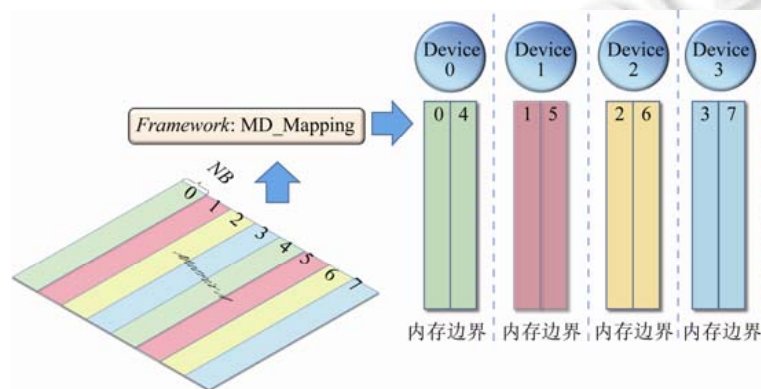 Device 0
Device 1
Device 2
Device 3
Framework: MD_Mapping
0 4
1 5
2 6
3 7
NB
0
1
2
3
4
5
6
7
内存边界
内存边界
内存边界
内存边界